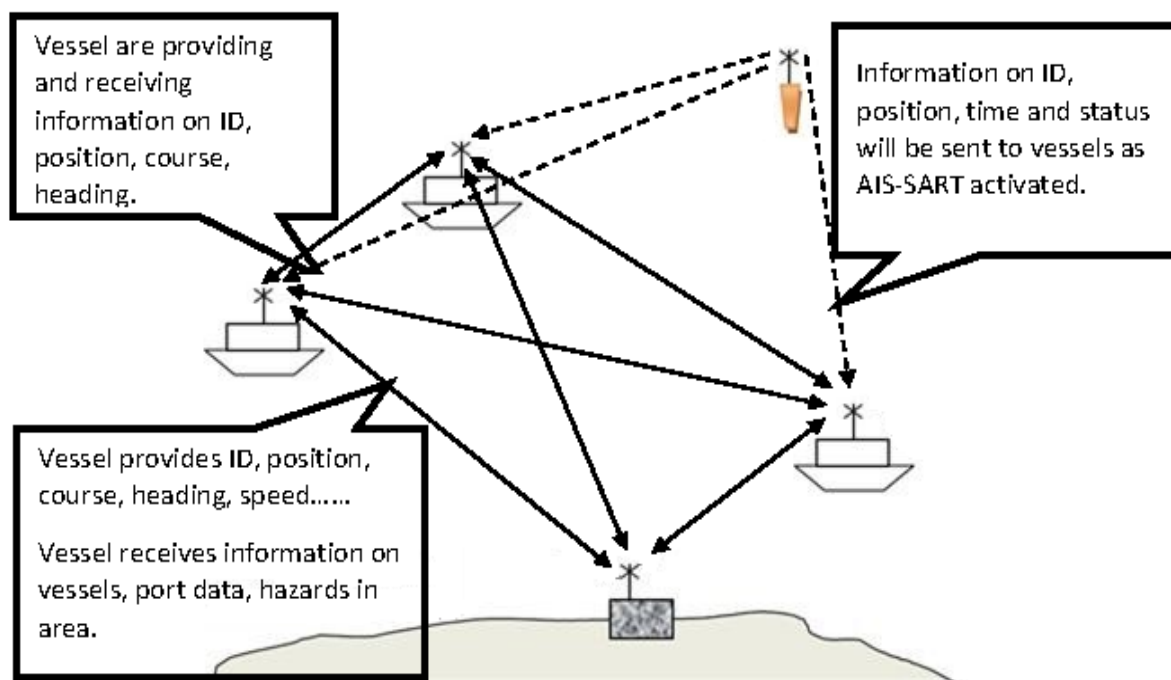 Vessel are providing
and receiving
information on ID,
position, course,
heading.
Information on ID,
position, time and status
will be sent to vessels as
AIS-SART activated.
Vessel provides ID, position,
course, heading, speed......
Vessel receives information on
vessels, port data, hazards in
area.